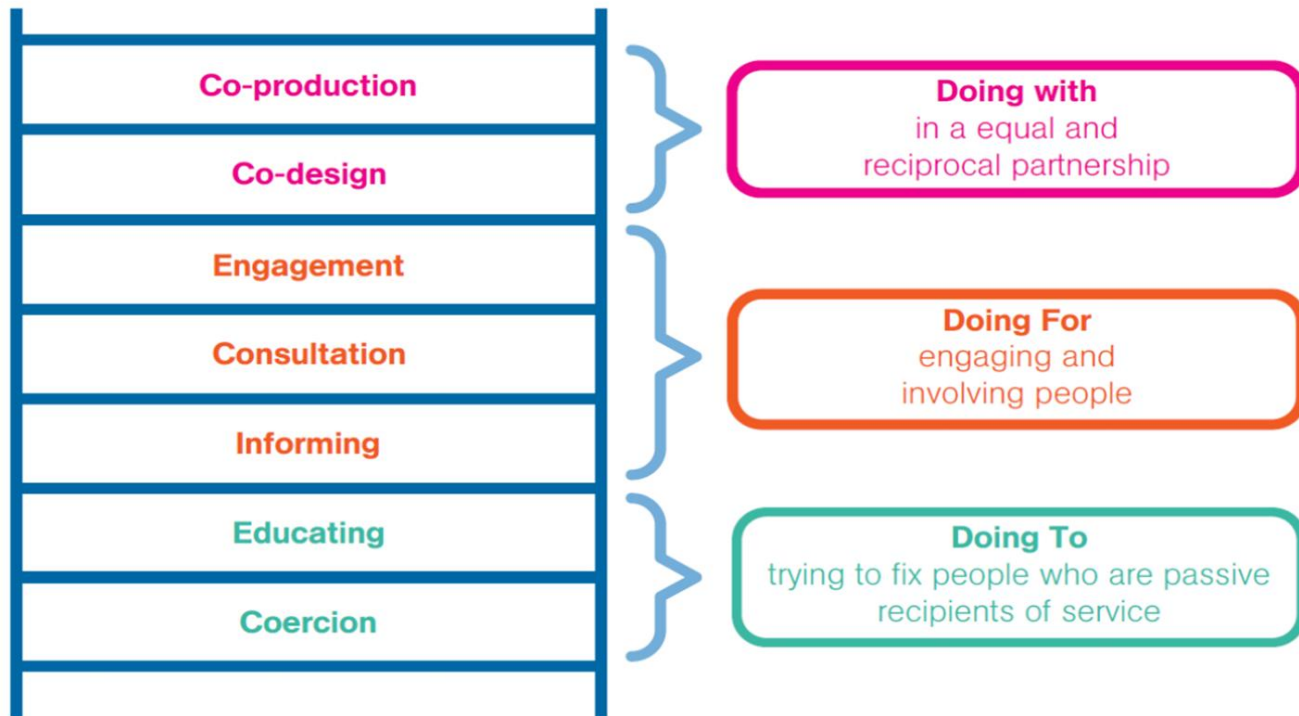 Co-production
Co-design
Engagement
Consultation
Informing
Educating
Coercion
Doing with
in a equal and
reciprocal partnership
Doing For
engaging and
involving people
Doing To
trying to fix people who are passive
recipients of service